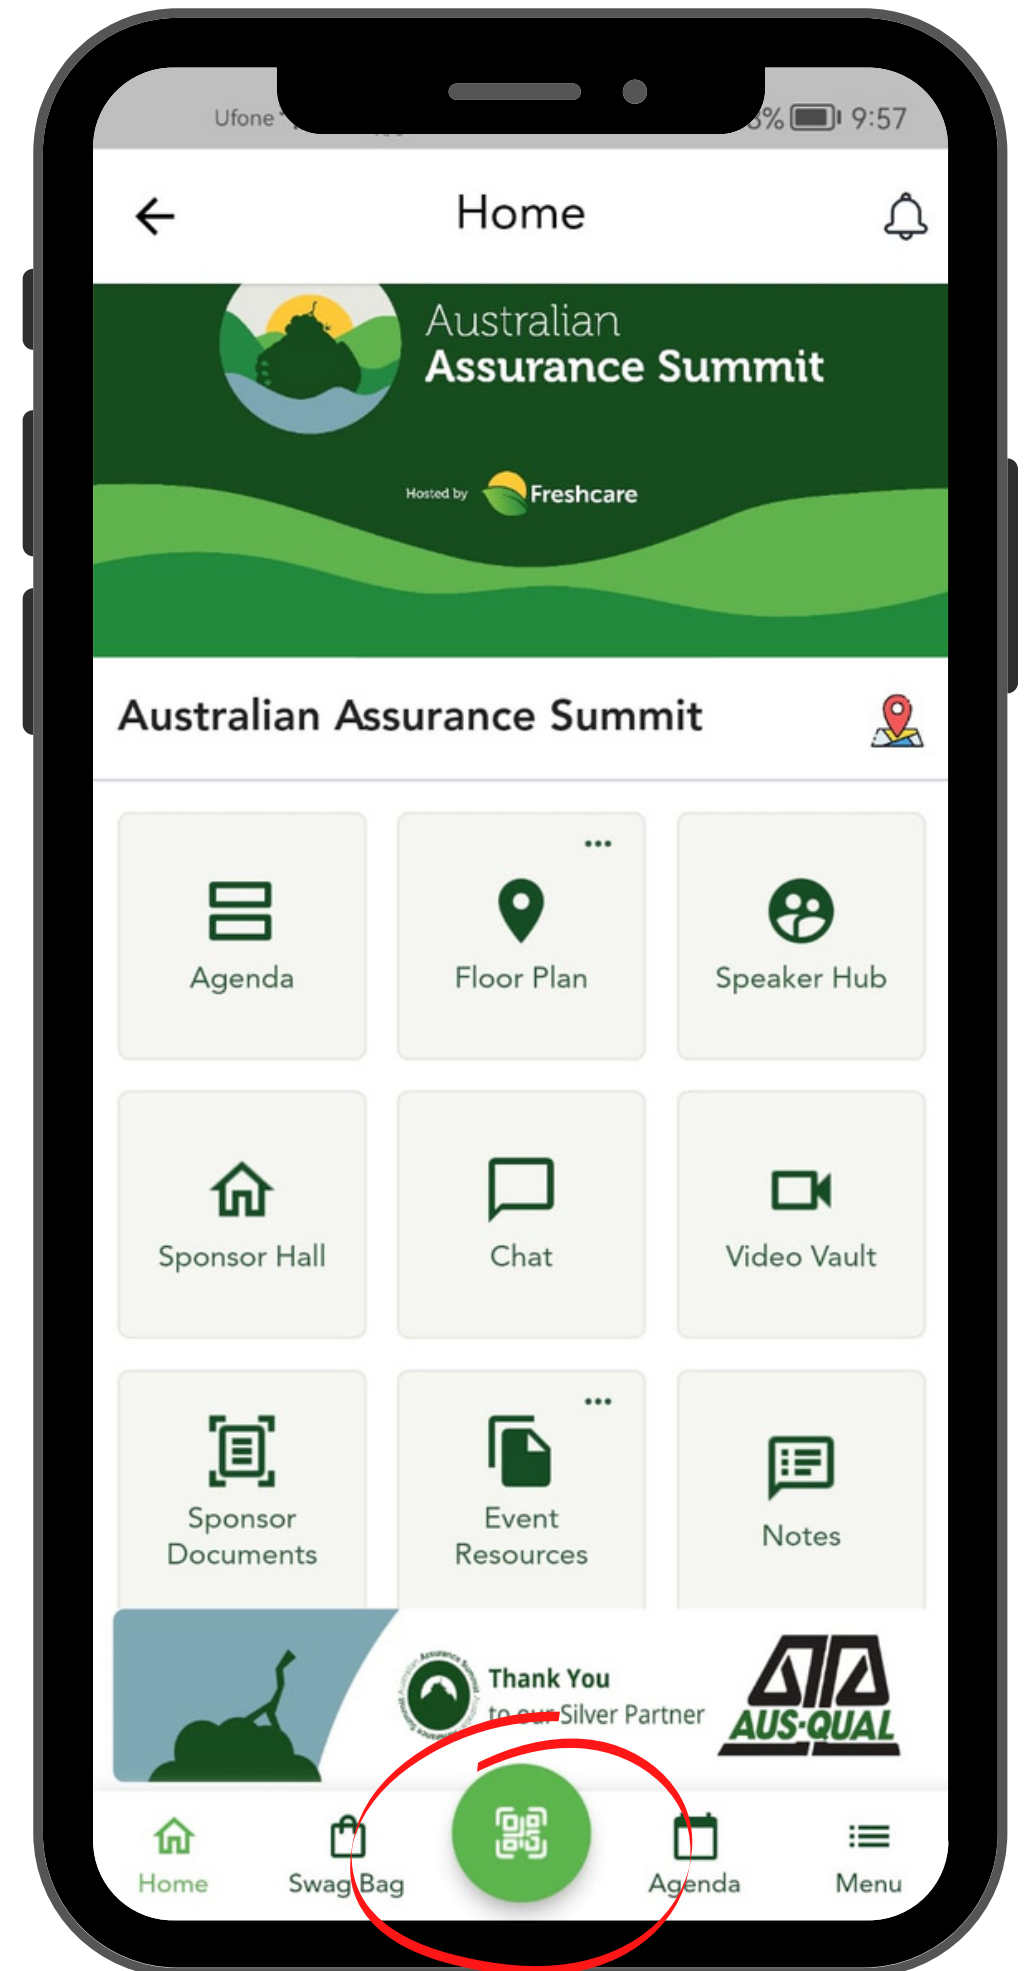 Ufone
% 9:57
Home
Australian
Assurance Summit
Hosted by Freshcare
Australian Assurance Summit
Agenda
Floor Plan
Speaker Hub
Sponsor Hall
Chat
Video Vault
Sponsor
Documents
Event
Resources
Notes
Thank You
to our Silver Partner
AUS-QUAL
Home
Swag Bag
Agenda
Menu